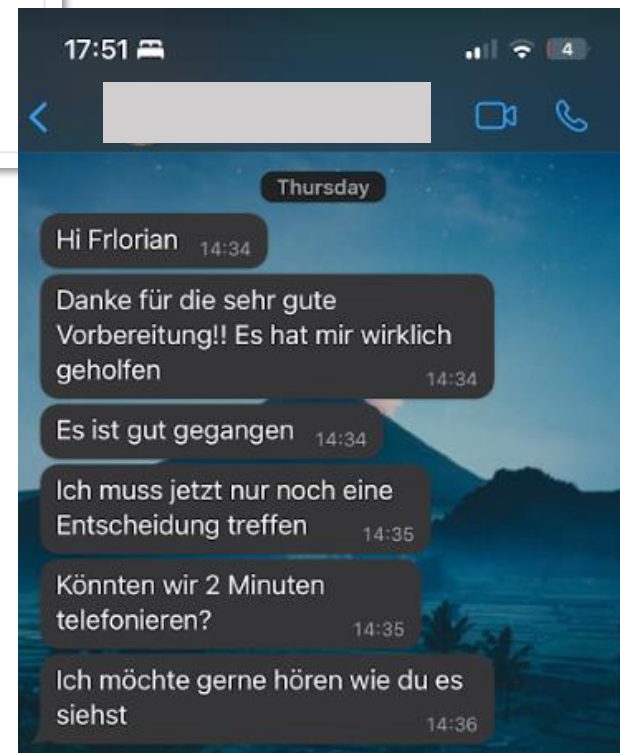 17:51
4
Thursday
Hi Frlorian 14:34
Danke für die sehr gute
Vorbereitung!! Es hat mir wirklich
geholfen 14:34
Es ist gut gegangen 14:34
Ich muss jetzt nur noch eine
Entscheidung treffen 14:35
Könnten wir 2 Minuten
telefonieren? 14:35
Ich möchte gerne hören wie du es
siehst 14:36